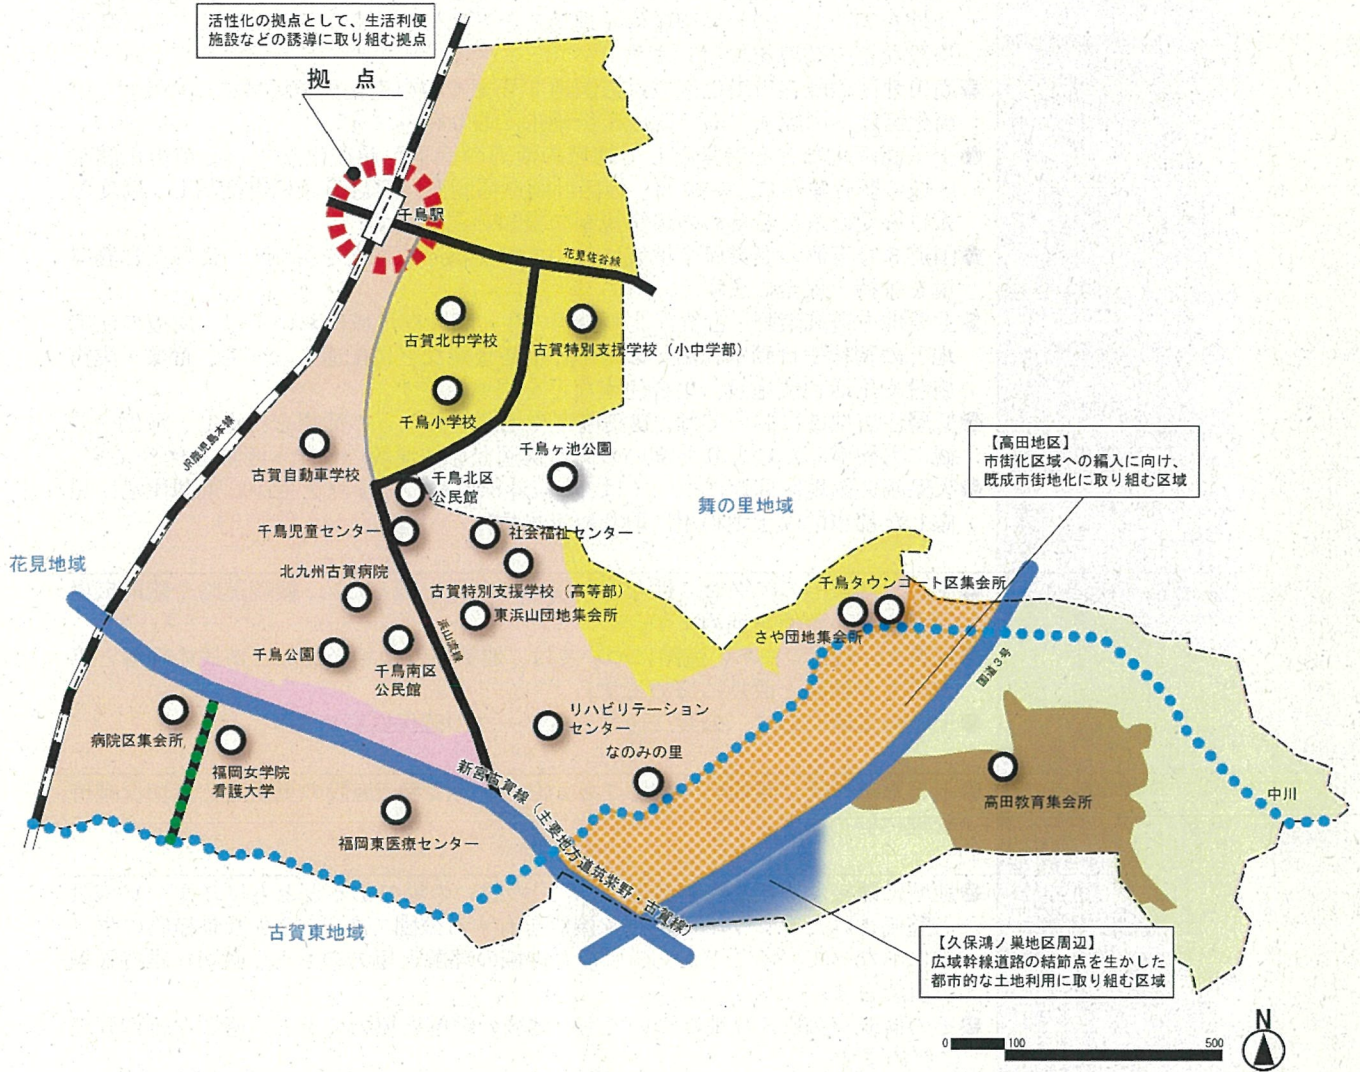 活性化の拠点として、生活利便
施設などの誘導に取り組む拠点
拠 点
千鳥駅
花見佐谷線
古賀北中学校
古賀特別支援学校（小中学部）
千鳥小学校
JR鹿児島本線
古賀自動車学校
千鳥北区
公民館
千鳥ヶ池公園
【高田地区】
市街化区域への編入に向け、
既成市街地化に取り組む区域
舞の里地域
千鳥児童センター
社会福祉センター
花見地域
北九州古賀病院
古賀特別支援学校（高等部）
東浜山団地集会所
千鳥タウンコート区集会所
さや団地集会所
浜山流線
千鳥公園
千鳥南区
公民館
国道3号
病院区集会所
福岡女学院
看護大学
リハビリテーション
センター
なのみの里
新宮古賀線（主要地方道筑紫野・古賀線）
高田教育集会所
中川
福岡東医療センター
古賀東地域
【久保鴻ノ巣地区周辺】
広域幹線道路の結節点を生かした
都市的な土地利用に取り組む区域
N
0 100 500